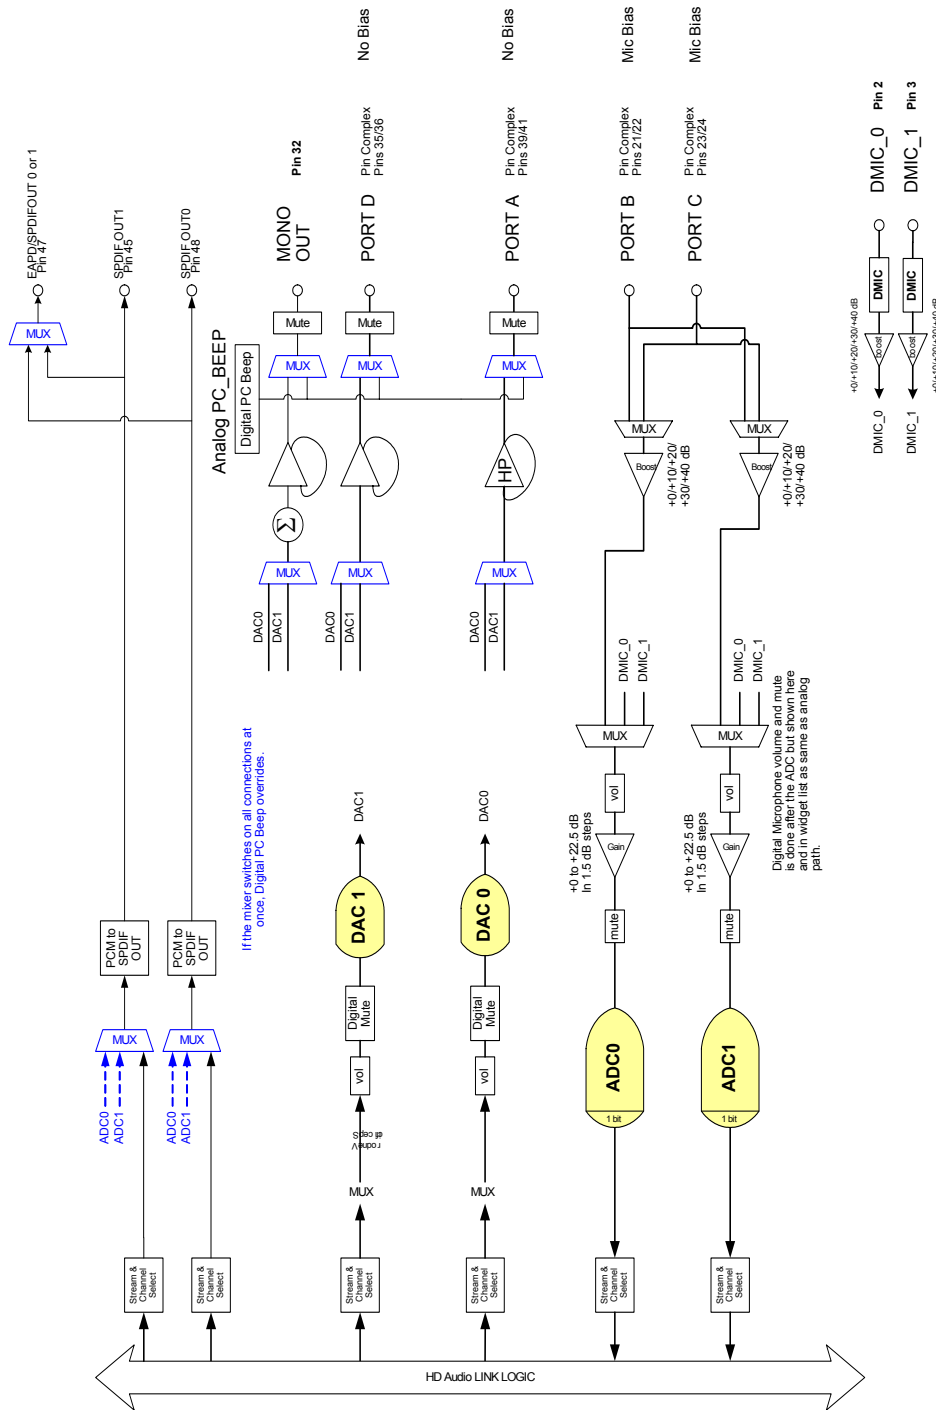 EAPD/SPDIFOUT 0 or 1
Pin 47
SPDIF OUT1
Pin 45
SPDIF OUT0
Pin 48
MUX
PCM to
SPDIF
OUT
PCM to
SPDIF
OUT
MUX
MUX
ADC0
ADC1
ADC0
ADC1
Stream &
Channel
Select
Stream &
Channel
Select
If the mixer switches on all connections at
once, Digital PC Beep overrides.
Analog PC_BEEP
Digital PC Beep
MONO
OUT
Pin 32
Mute
MUX
Σ
MUX
DAC0
DAC1
PORT D
Pin Complex
Pins 35/36
No Bias
Mute
MUX
MUX
DAC0
DAC1
PORT A
Pin Complex
Pins 39/41
No Bias
Mute
MUX
HP
MUX
DAC0
DAC1
DAC1
DAC 1
Digital
Mute
vol
Vendor
Specific
MUX
Stream &
Channel
Select
DAC0
DAC 0
Digital
Mute
vol
MUX
Stream &
Channel
Select
PORT B
Pin Complex
Pins 21/22
Mic Bias
PORT C
Pin Complex
Pins 23/24
Mic Bias
MUX
Boost
+0/+10/+20/
+30/+40 dB
MUX
Boost
+0/+10/+20/
+30/+40 dB
DMIC_0
DMIC_1
MUX
vol
Gain
+0 to +22.5 dB
In 1.5 dB steps
mute
ADC0
1 bit
Stream &
Channel
Select
DMIC_0
DMIC_1
MUX
vol
Gain
+0 to +22.5 dB
In 1.5 dB steps
mute
ADC1
1 bit
Stream &
Channel
Select
Digital Microphone volume and mute
is done after the ADC but shown here
and in widget list as same as analog
path.
DMIC_0
Pin 2
DMIC
boost
+0/+10/+20/+30/+40 dB
DMIC_0
DMIC_1
Pin 3
DMIC
boost
+0/+10/+20/+30/+40 dB
DMIC_1
HD Audio LINK LOGIC